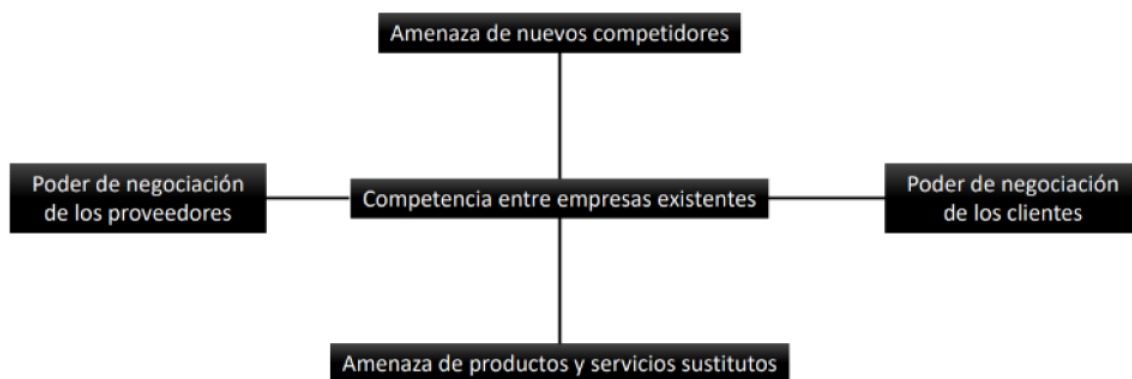 Amenaza de nuevos competidores
Poder de negociación
de los proveedores
Competencia entre empresas existentes
Poder de negociación
de los clientes
Amenaza de productos y servicios sustitutos